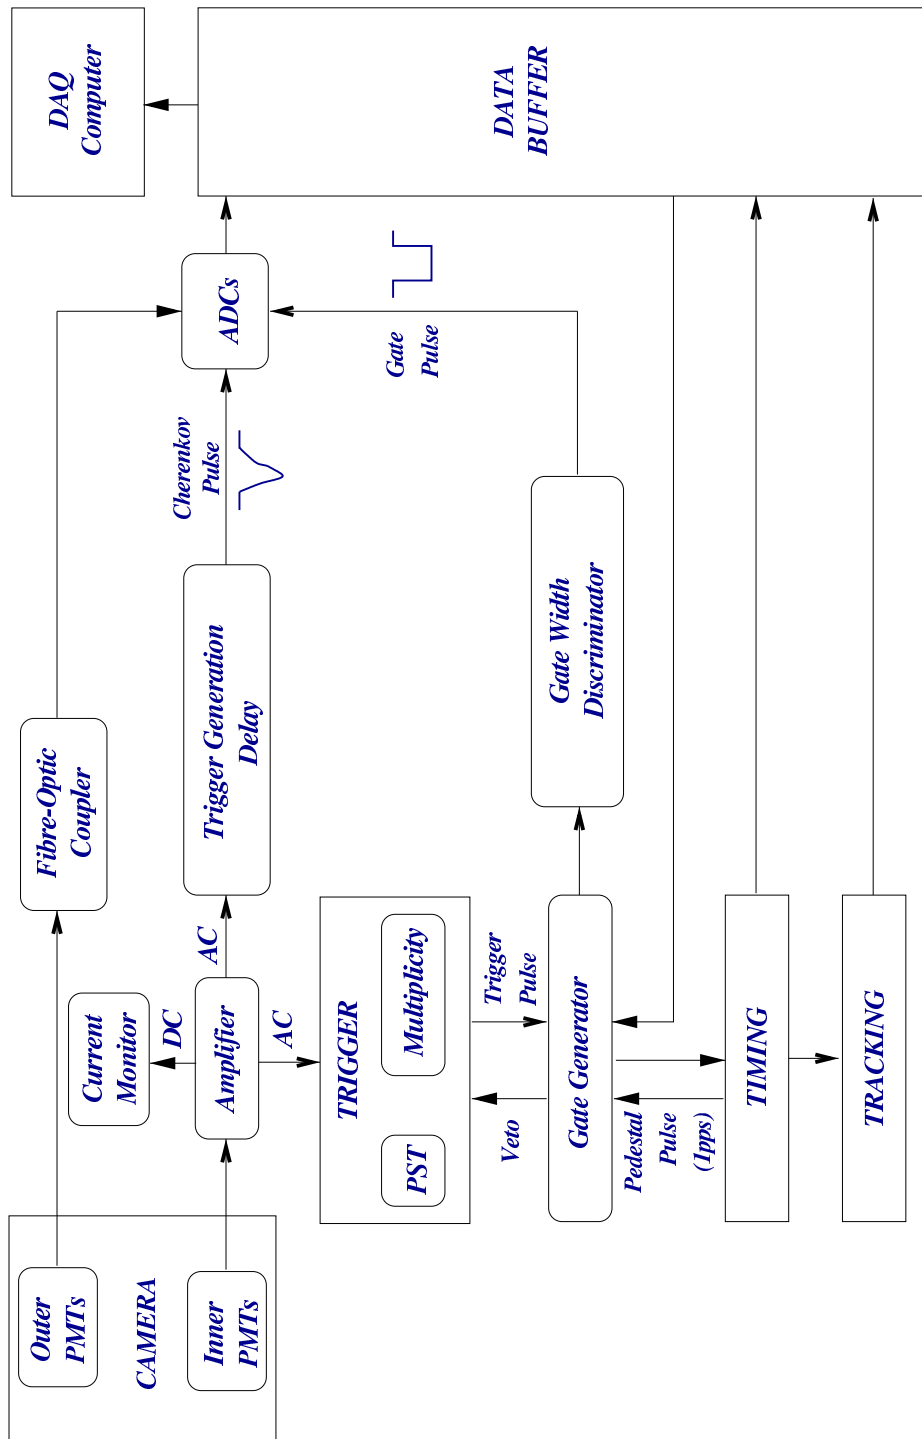 Outer
PMTs
CAMERA
Inner
PMTs
Current
Monitor
DC
Amplifier
AC
AC
Fibre-Optic
Coupler
Trigger Generation
Delay
Cherenkov
Pulse
ADCs
DAQ
Computer
DATA
BUFFER
TRIGGER
PST
Multiplicity
Veto
Trigger
Pulse
Gate Generator
Gate Width
Discriminator
Gate
Pulse
Pedestal
Pulse
(1pps)
TIMING
TRACKING